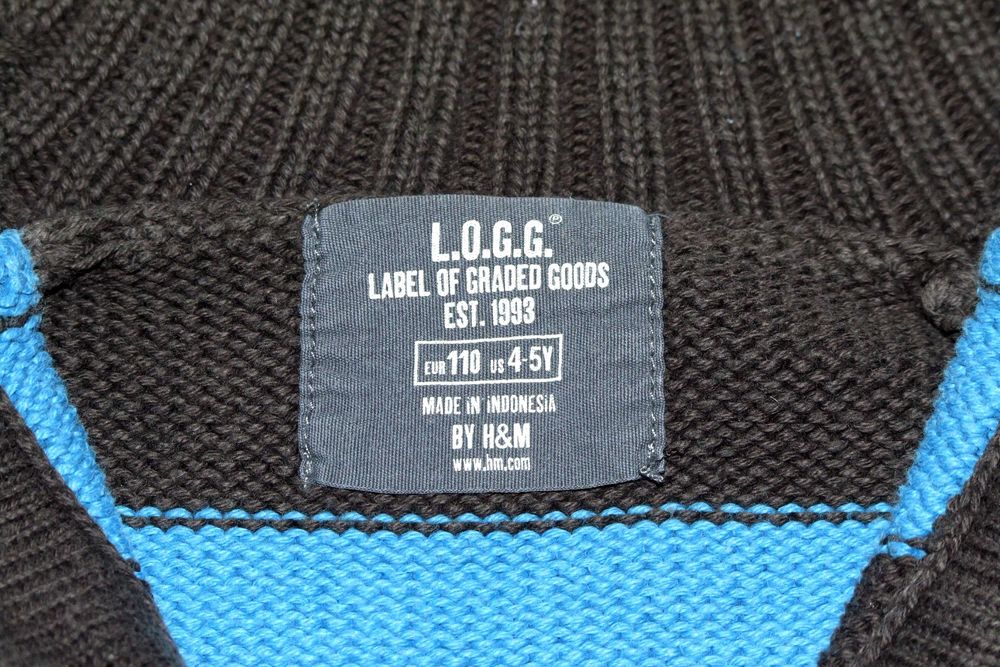 L.O.G.G.®
LABEL OF GRADED GOODS
EST. 1993
EUR 110 US 4-5Y
MADE IN INDONESIA
BY H&M
www.hm.com